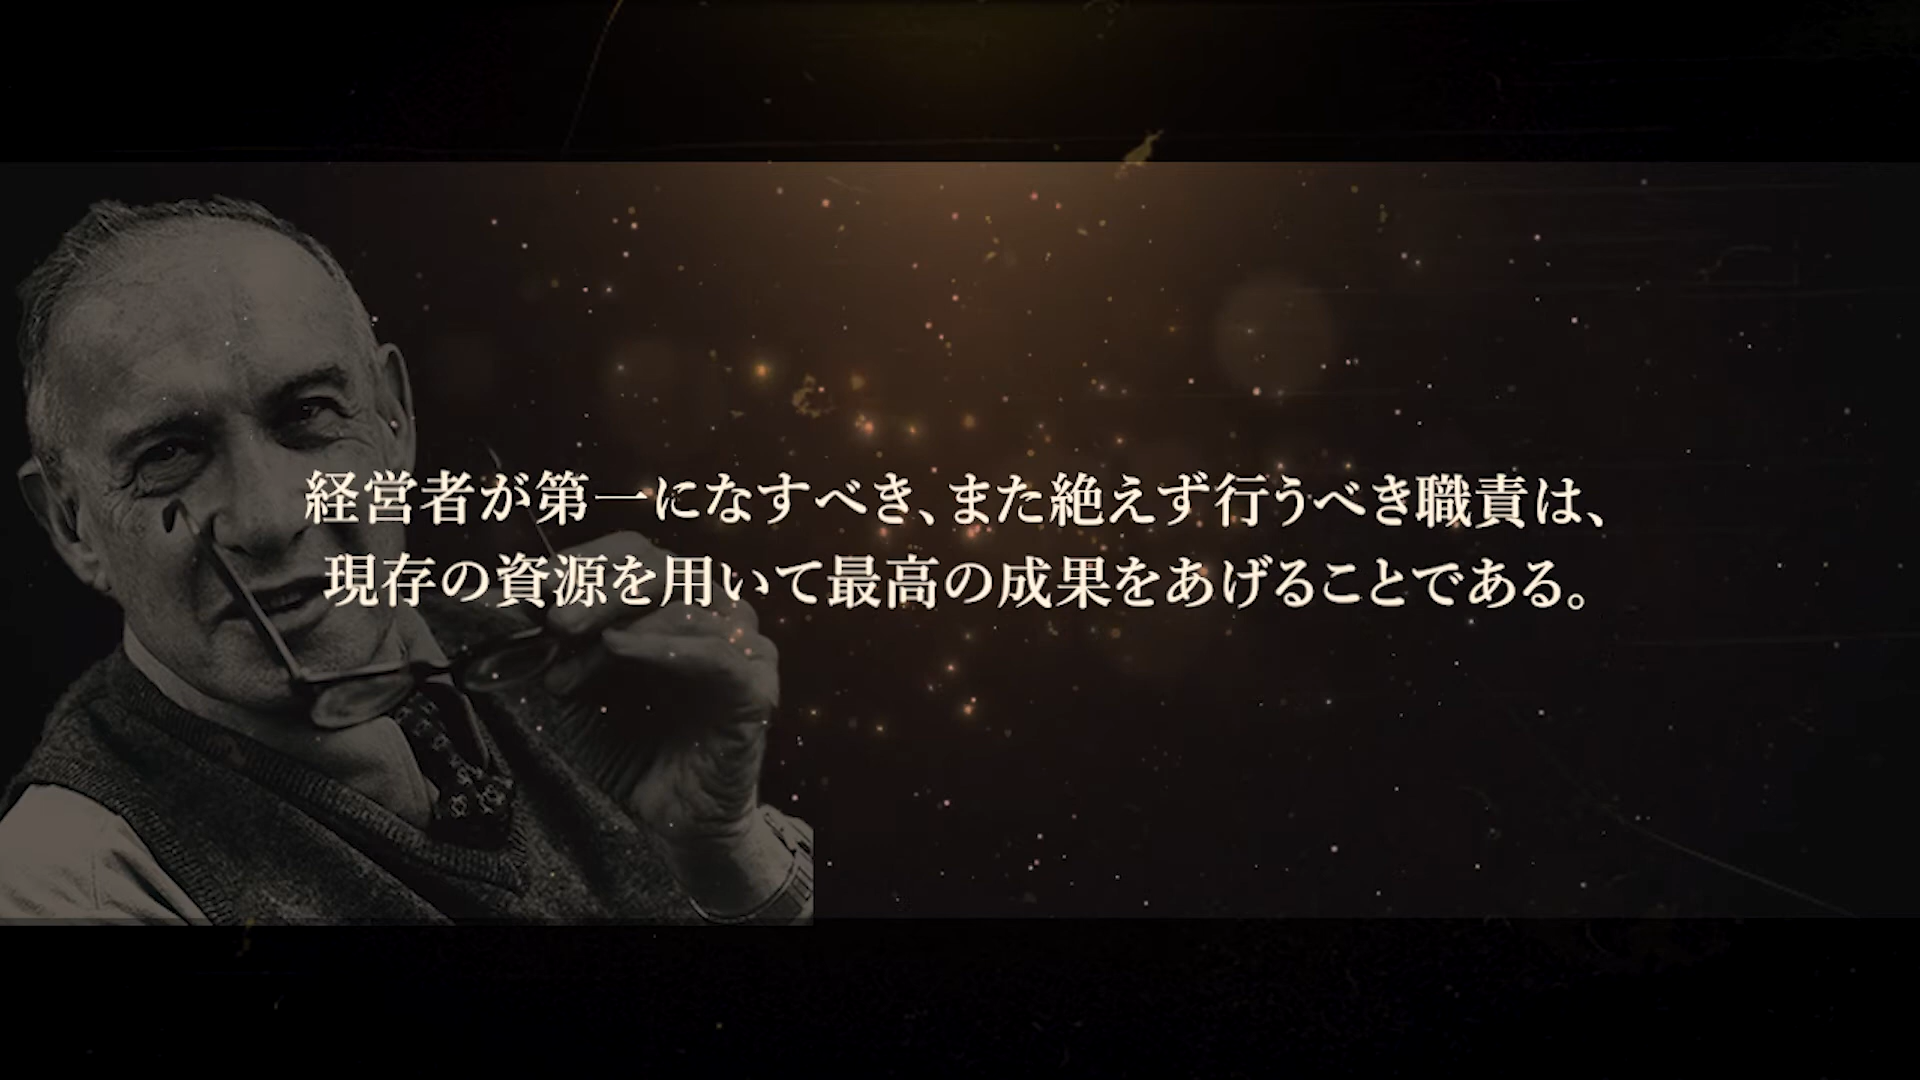 経営者が第一になすべき、また絶えず行うべき職責は、
現存の資源を用いて最高の成果をあげることである。